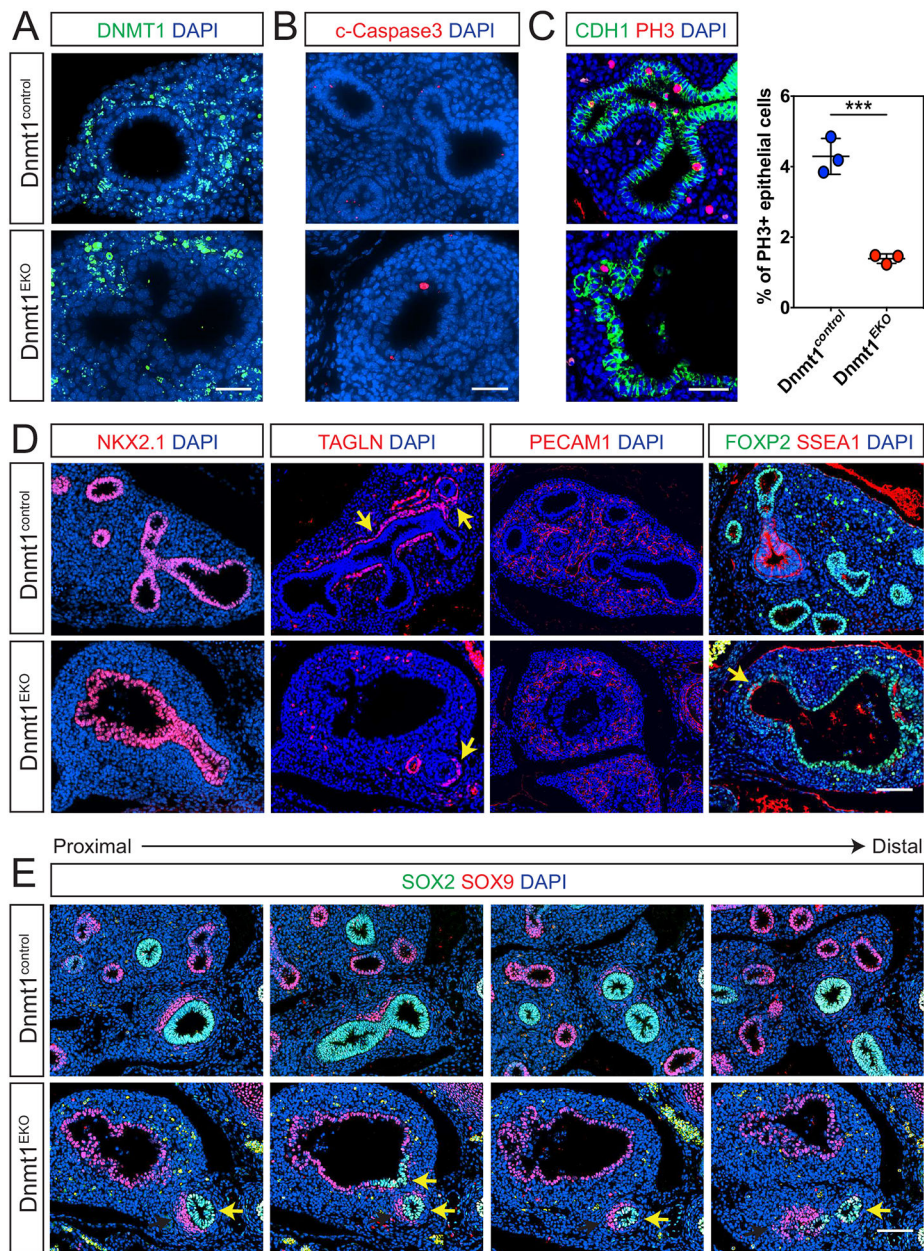 A
DNMT1 DAPI
Dnmt1control
Dnmt1EKO
B
c-Caspase3 DAPI
C
CDH1 PH3 DAPI
% of PH3+ epithelial cells
6
4
2
0
***
Dnmt1control
Dnmt1EKO
D
NKX2.1 DAPI
TAGLN DAPI
PECAM1 DAPI
FOXP2 SSEA1 DAPI
Dnmt1control
Dnmt1EKO
E
Proximal
Distal
SOX2 SOX9 DAPI
Dnmt1control
Dnmt1EKO